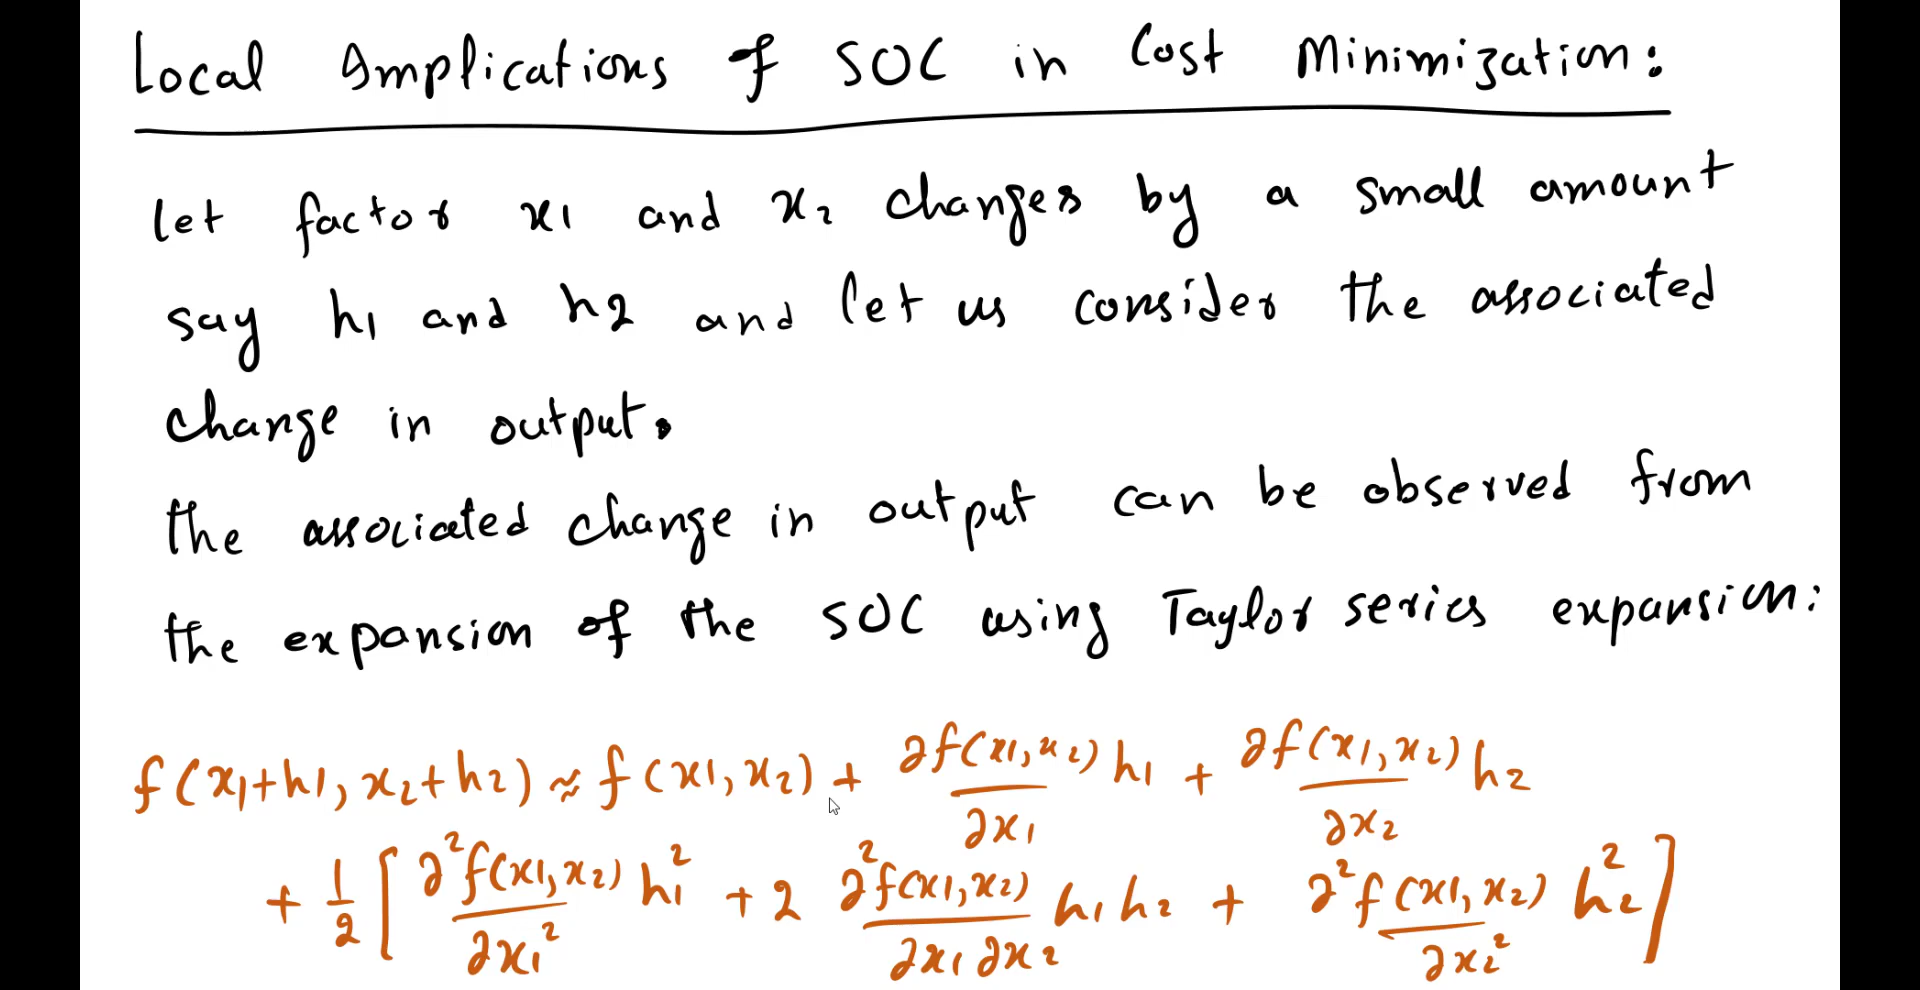 Local Implications of SOC in Cost Minimization:
let factor x1 and x2 changes by a small amount
say h1 and h2 and let us consider the associated
change in output.
the associated change in output can be observed from
the expansion of the SOC using Taylor series expansion:
f(x1+h1, x2+h2) ≈ f(x1, x2) + ∂f(x1, x2)/∂x1 h1 + ∂f(x1, x2)/∂x2 h2
+ 1/2 [∂²f(x1, x2)/∂x1² h1² + 2 ∂²f(x1, x2)/∂x1∂x2 h1h2 + ∂²f(x1, x2)/∂x2² h2²]